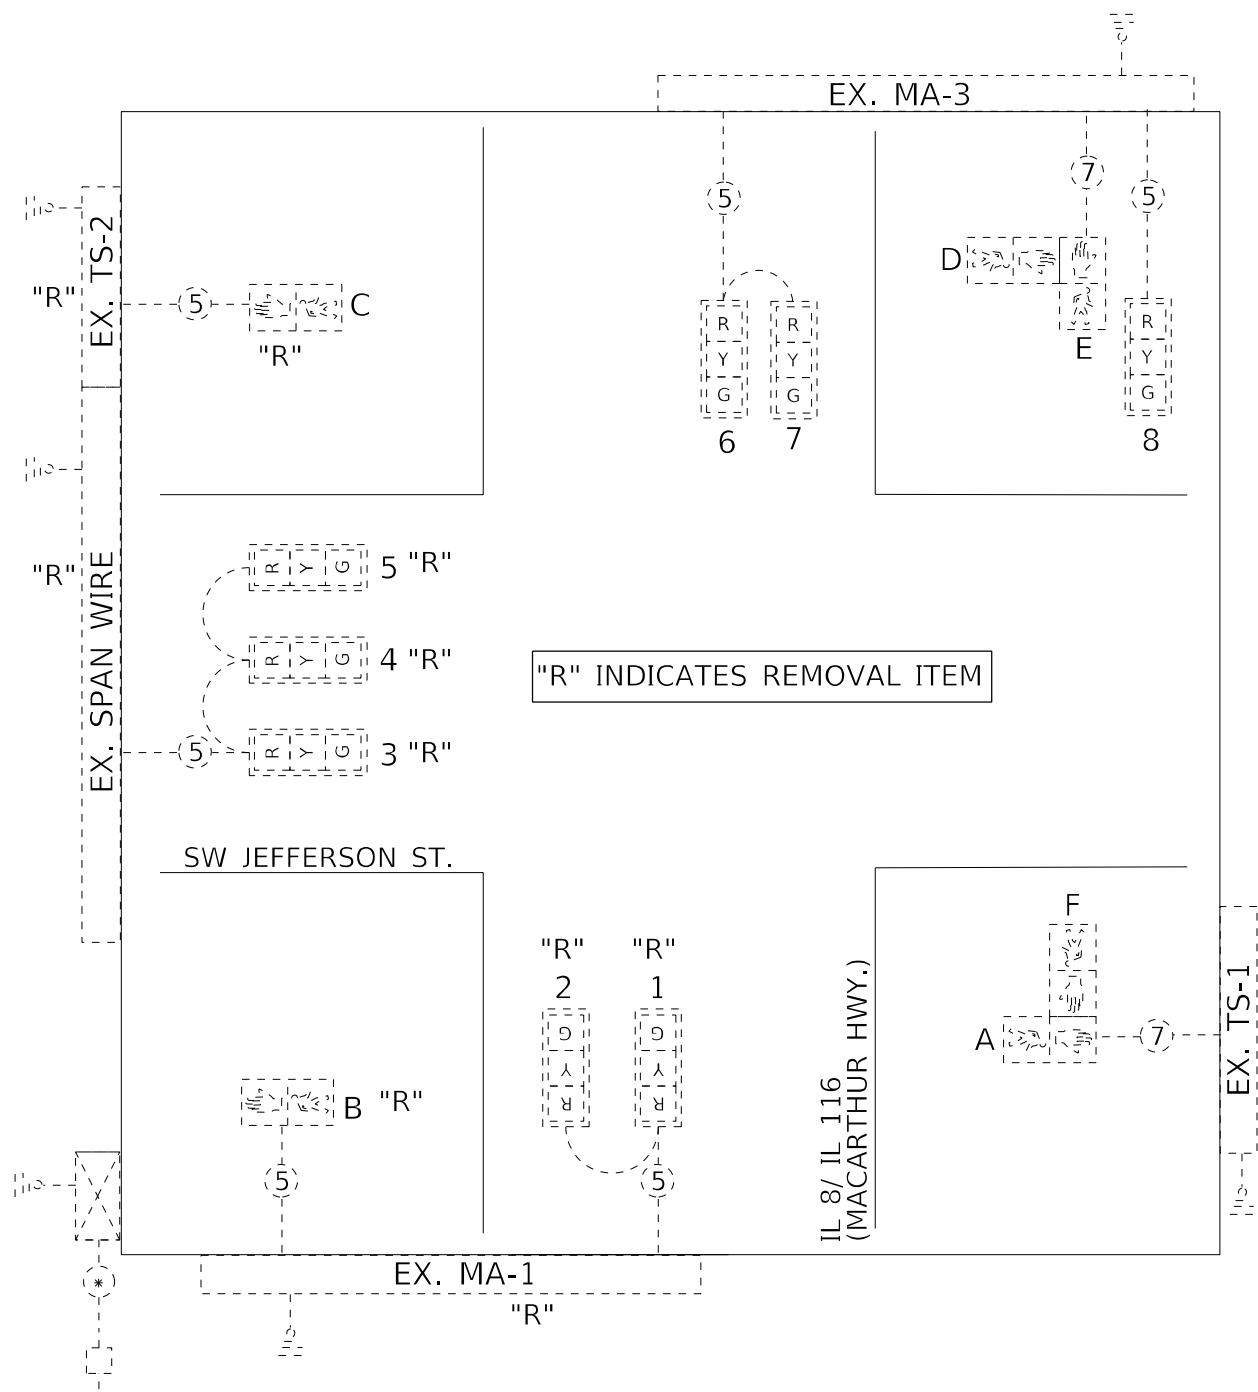 EX. MA-3
EX. TS-2
"R"
5
C
"R"
5
R
Y
G
6
R
Y
G
7
7
D
E
5
R
Y
G
8
EX. SPAN WIRE
"R"
R Y G
5 "R"
R Y G
4 "R"
5
R Y G
3 "R"
"R" INDICATES REMOVAL ITEM
SW JEFFERSON ST.
"R"
2
G
Y
R
"R"
1
G
Y
R
5
B "R"
5
IL 8/ IL 116
(MACARTHUR HWY.)
F
A
7
EX. TS-1
EX. MA-1
"R"
*